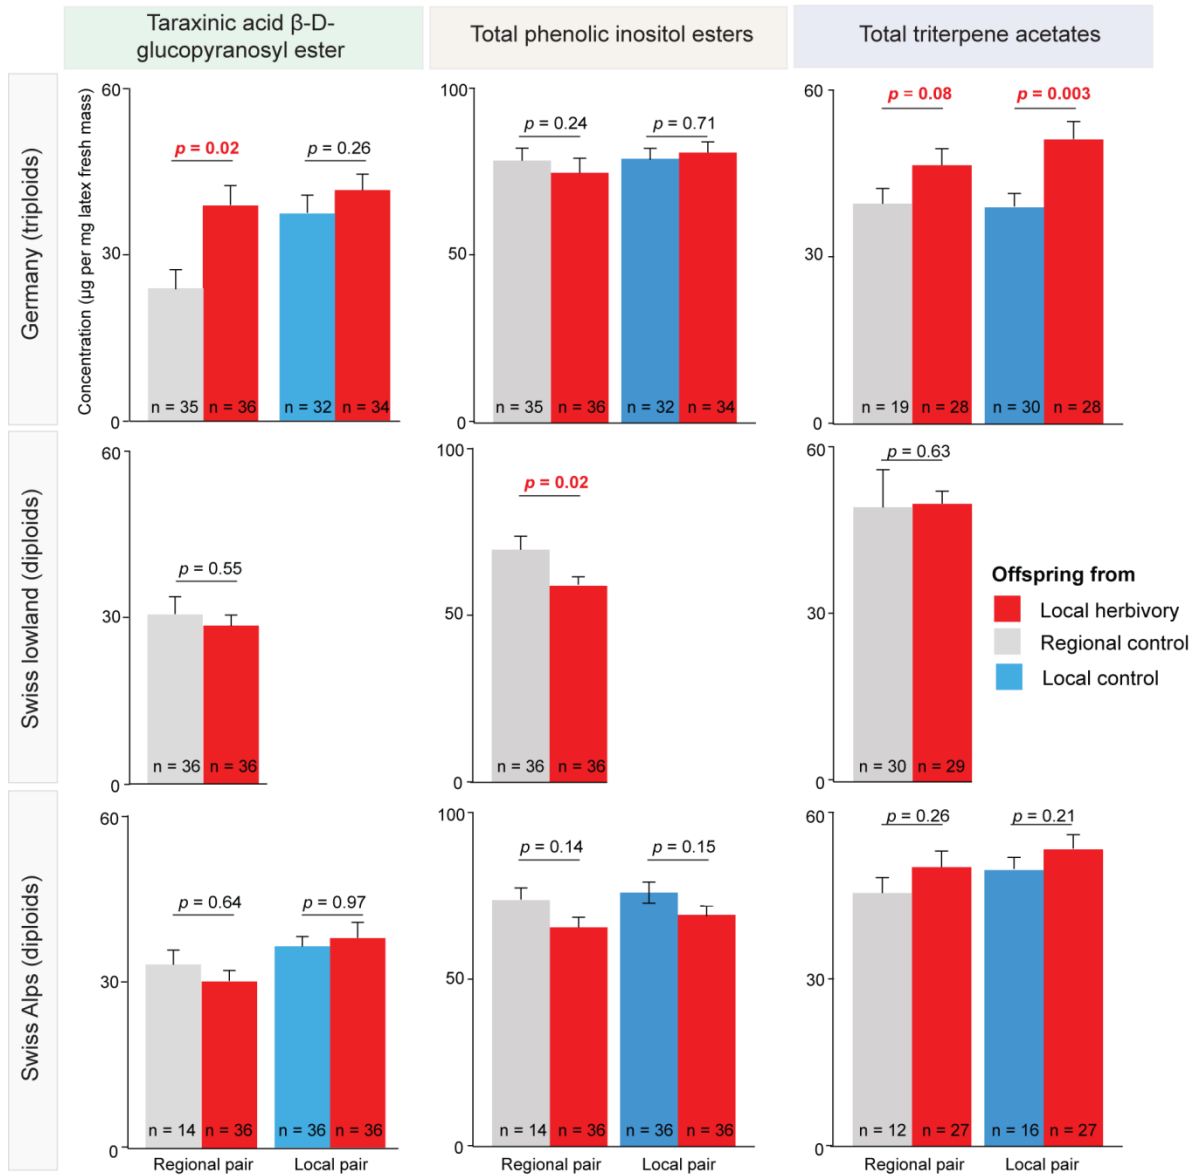 Taraxinic acid β-D-
glucopyranosyl ester
Total phenolic inositol esters
Total triterpene acetates
Germany (triploids)
Concentration (µg per mg latex fresh mass)
60
30
0
p = 0.02
p = 0.26
n = 35
n = 36
n = 32
n = 34
100
50
0
p = 0.24
p = 0.71
n = 35
n = 36
n = 32
n = 34
60
30
0
p = 0.08
p = 0.003
n = 19
n = 28
n = 30
n = 28
Swiss lowland (diploids)
60
30
0
p = 0.55
n = 36
n = 36
100
50
0
p = 0.02
n = 36
n = 36
60
30
0
p = 0.63
n = 30
n = 29
Offspring from
Local herbivory
Regional control
Local control
Swiss Alps (diploids)
60
30
0
p = 0.64
p = 0.97
n = 14
n = 36
n = 36
n = 36
Regional pair
Local pair
100
50
0
p = 0.14
p = 0.15
n = 14
n = 36
n = 36
n = 36
Regional pair
Local pair
60
30
0
p = 0.26
p = 0.21
n = 12
n = 27
n = 16
n = 27
Regional pair
Local pair